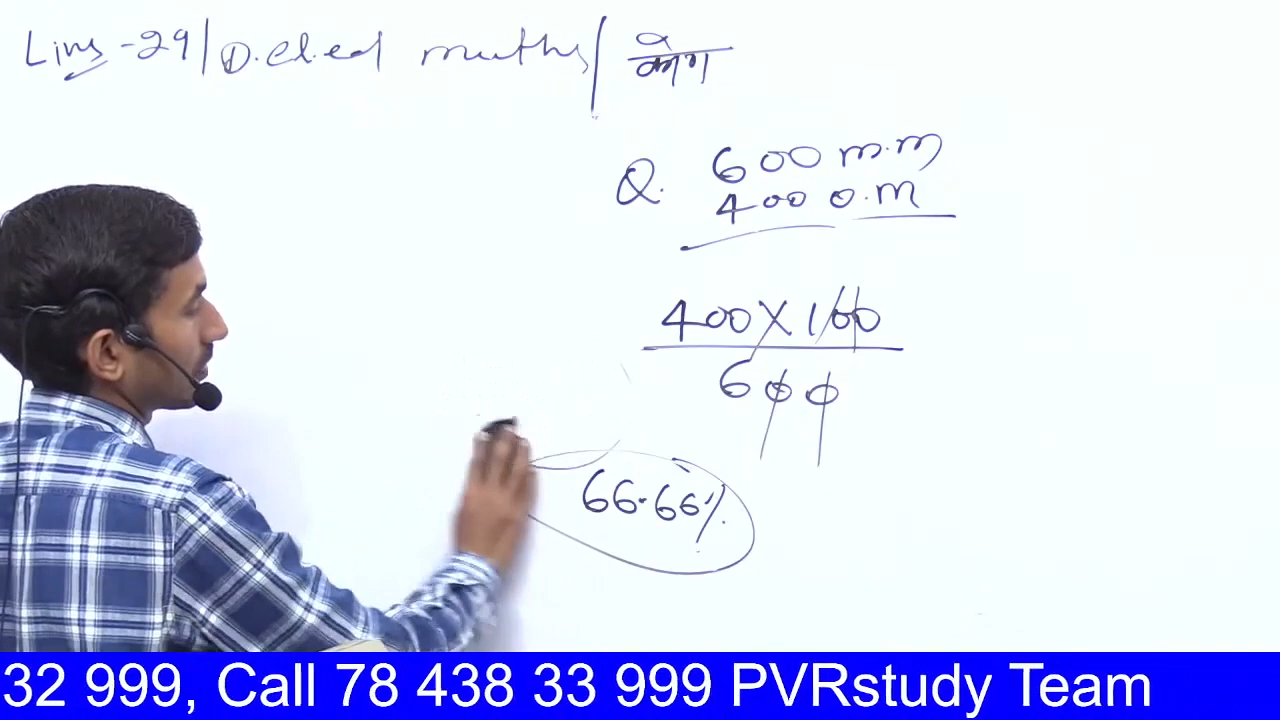 Lins -29 | D.el.ed muths /
Q. 600 m.m
400 o.m
400 X 100
600
66.66%
32 999, Call 78 438 33 999 PVRstudy Team